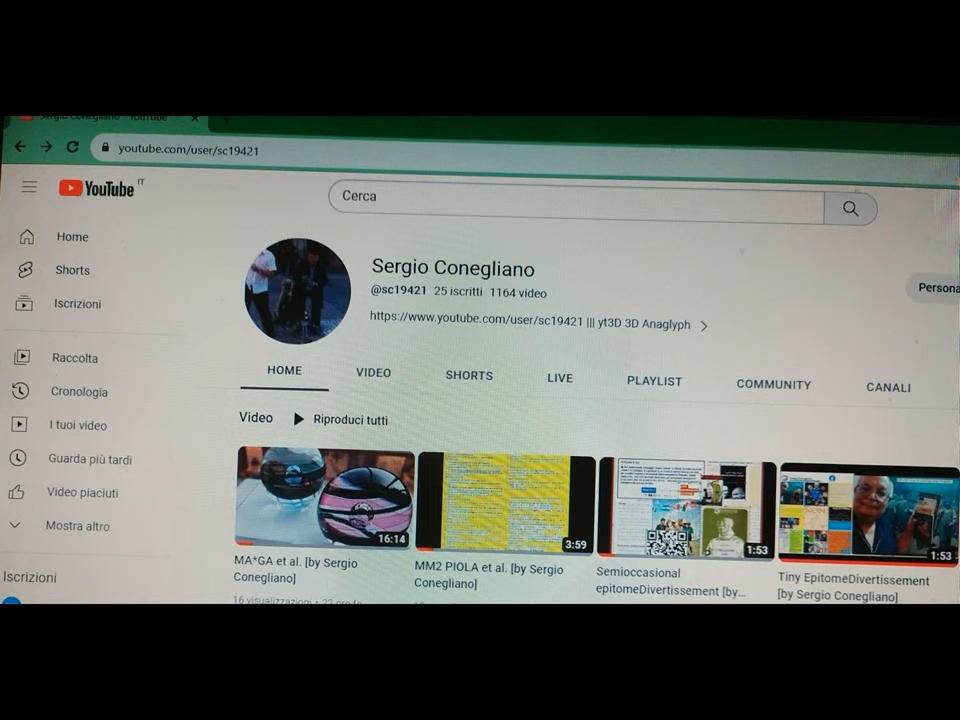 Sergio Conegliano - YouTube
youtube.com/user/sc19421
YouTube IT
Cerca
Home
Shorts
Iscrizioni
Raccolta
Cronologia
I tuoi video
Guarda più tardi
Video piaciuti
Mostra altro
Iscrizioni
Sergio Conegliano
@sc19421 25 iscritti 1164 video
https://www.youtube.com/user/sc19421 ||| yt3D 3D Anaglyph
Persona
HOME VIDEO SHORTS LIVE PLAYLIST COMMUNITY CANALI
Video Riproduci tutti
16:14
3:59
1:53
1:53
MA*GA et al. [by Sergio
Conegliano]
16 visualizzazioni
MM2 PIOLA et al. [by Sergio
Conegliano]
Semioccasional
epitomeDivertissement [by...
Tiny EpitomeDivertissement
[by Sergio Conegliano]